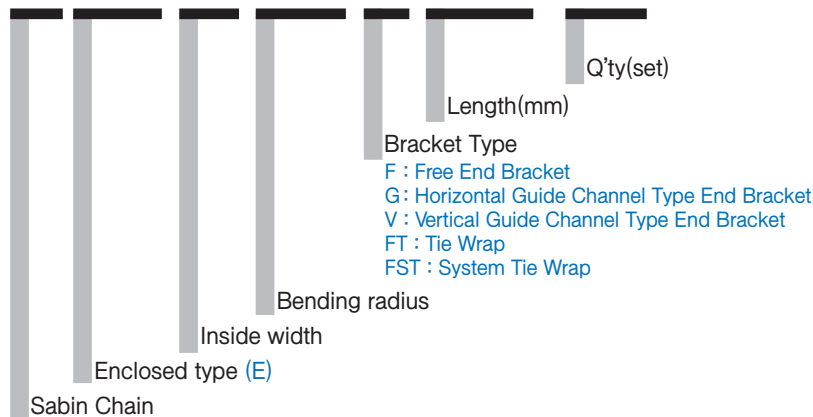 Q’ty(set)
Length(mm)
Bracket Type
F : Free End Bracket
G : Horizontal Guide Channel Type End Bracket
V : Vertical Guide Channel Type End Bracket
FT : Tie Wrap
FST : System Tie Wrap
Bending radius
Inside width
Enclosed type (E)
Sabin Chain